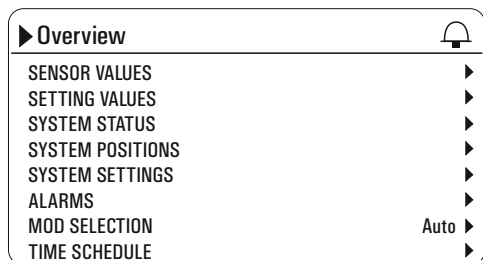 Overview
SENSOR VALUES
SETTING VALUES
SYSTEM STATUS
SYSTEM POSITIONS
SYSTEM SETTINGS
ALARMS
MOD SELECTION Auto
TIME SCHEDULE